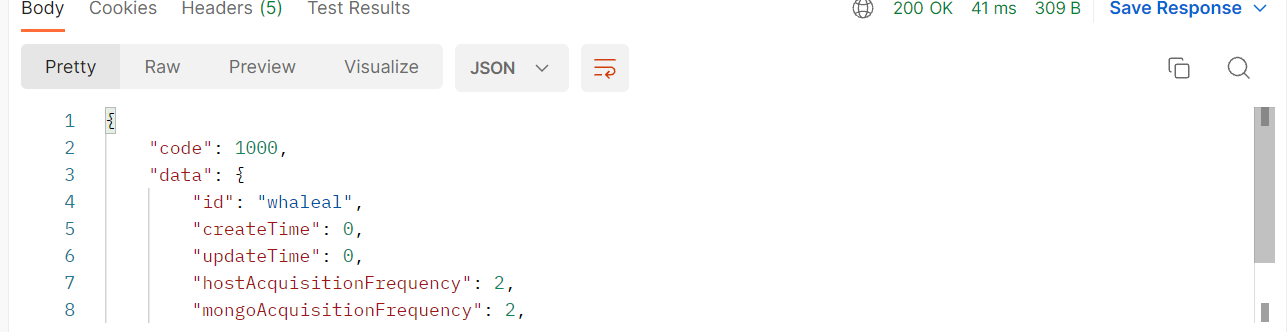 Body Cookies Headers (5) Test Results 200 OK 41 ms 309 B Save Response
Pretty Raw Preview Visualize JSON
1 {
2 "code": 1000,
3 "data": {
4 "id": "whaleal",
5 "createTime": 0,
6 "updateTime": 0,
7 "hostAcquisitionFrequency": 2,
8 "mongoAcquisitionFrequency": 2,